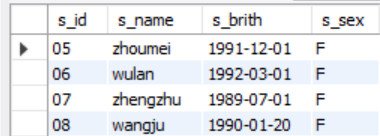 s_id s_name s_brith s_sex
05 zhoumei 1991-12-01 F
06 wulan 1992-03-01 F
07 zhengzhu 1989-07-01 F
08 wangju 1990-01-20 F